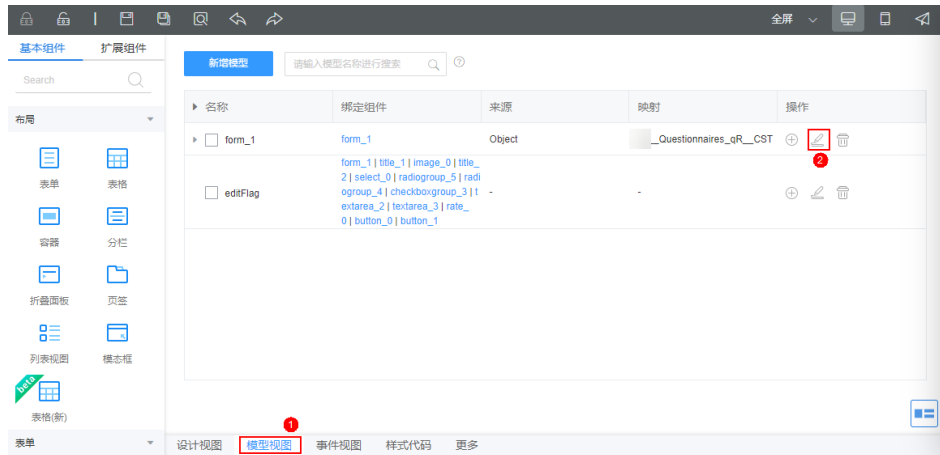 全屏
基本组件 扩展组件
新增模型 请输入模型名称进行搜索
Search
名称 绑定组件 来源 映射 操作
布局
form_1 form_1 Object __Questionnaires_qR__CST
2
form_1 | title_1 | image_0 | title_
2 | select_0 | radiogroup_5 | radi
editFlag ogroup_4 | checkboxgroup_3 | t - -
extarea_2 | textarea_3 | rate_
0 | button_0 | button_1
表单 表格
容器 分栏
折叠面板 页签
列表视图 模态框
beta
表格(新)
1
表单
设计视图 模型视图 事件视图 样式代码 更多